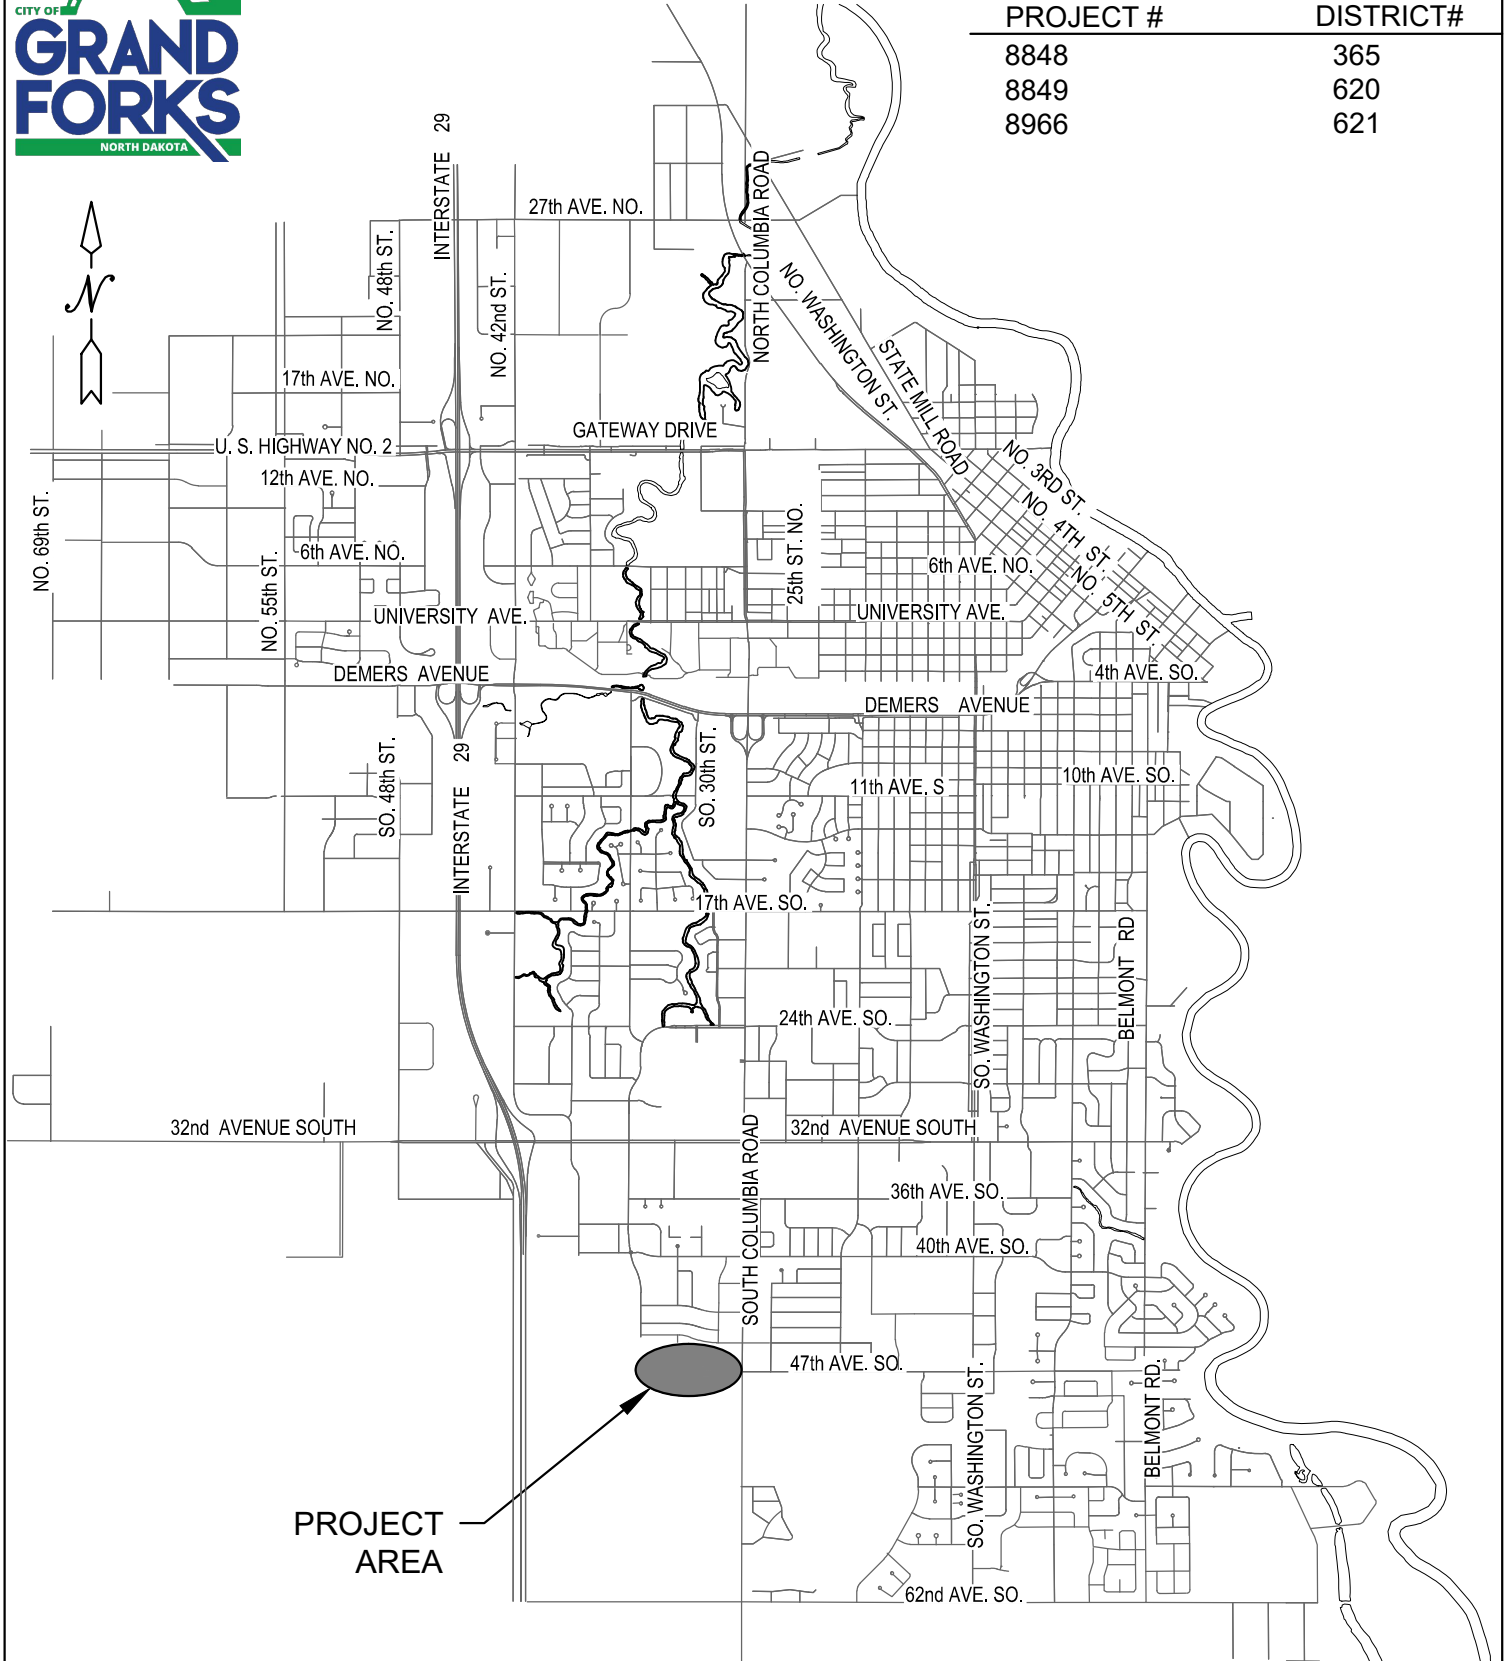 CITY OF
GRAND
FORKS
NORTH DAKOTA
PROJECT # DISTRICT#
8848 365
8849 620
8966 621
N
INTERSTATE 29
27th AVE. NO.
NO. 48th ST.
NO. 42nd ST.
NORTH COLUMBIA ROAD
NO. WASHINGTON ST.
STATE MILL ROAD
17th AVE. NO.
GATEWAY DRIVE
U. S. HIGHWAY NO. 2
12th AVE. NO.
NO. 3RD ST.
NO. 4TH ST.
NO. 5TH ST.
NO. 69th ST.
6th AVE. NO.
NO. 55th ST.
25th ST. NO.
6th AVE. NO.
UNIVERSITY AVE.
UNIVERSITY AVE.
DEMERS AVENUE
4th AVE. SO.
DEMERS AVENUE
SO. 48th ST.
INTERSTATE 29
SO. 30th ST.
11th AVE. S
10th AVE. SO.
17th AVE. SO.
SO. WASHINGTON ST.
BELMONT RD
24th AVE. SO.
32nd AVENUE SOUTH
32nd AVENUE SOUTH
SOUTH COLUMBIA ROAD
36th AVE. SO.
40th AVE. SO.
47th AVE. SO.
SO. WASHINGTON ST.
BELMONT RD.
PROJECT
AREA
62nd AVE. SO.